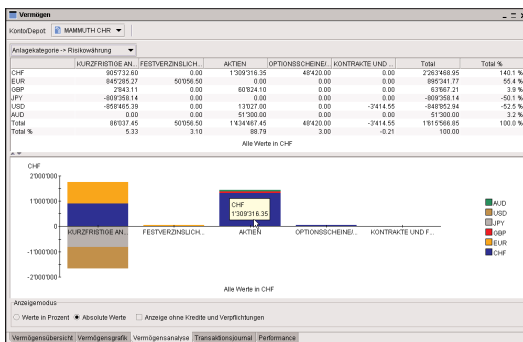 Vermögen
Konto/Depot: MAMMUTH CHR
Anlagekategorie -> Risikowährung
KURZFRISTIGE AN... FESTVERZINSLICH... AKTIEN OPTIONSSCHEINE/... KONTRAKTE UND ... Total Total %
CHF 905'732.60 0.00 1'309'316.35 48'420.00 0.00 2'263'468.95 140.1 %
EUR 845'285.27 50'056.50 0.00 0.00 0.00 895'341.77 55.4 %
GBP 2'843.11 0.00 60'824.10 0.00 0.00 63'667.21 3.9 %
JPY -809'358.14 0.00 0.00 0.00 0.00 -809'358.14 -50.1 %
USD -858'465.39 0.00 13'027.00 0.00 -3'414.55 -848'852.94 -52.5 %
AUD 0.00 0.00 51'300.00 0.00 0.00 51'300.00 3.2 %
Total 86'037.45 50'056.50 1'434'467.45 48'420.00 -3'414.55 1'615'566.85 100.00 %
Total % 5.33 3.10 88.79 3.00 -0.21 100.00
Alle Werte in CHF
CHF
2'000'000
1'000'000
0
-1'000'000
-2'000'000
KURZFRISTIGE AN... FESTVERZINSLICH... AKTIEN OPTIONSSCHEINE/... KONTRAKTE UND F...
CHF
1'309'316.35
AUD
USD
JPY
GBP
EUR
CHF
Alle Werte in CHF
Anzeigemodus
Werte in Prozent Absolute Werte Anzeige ohne Kredite und Verpflichtungen
Vermögensübersicht Vermögensgrafik Vermögensanalyse Transaktionsjournal Performance